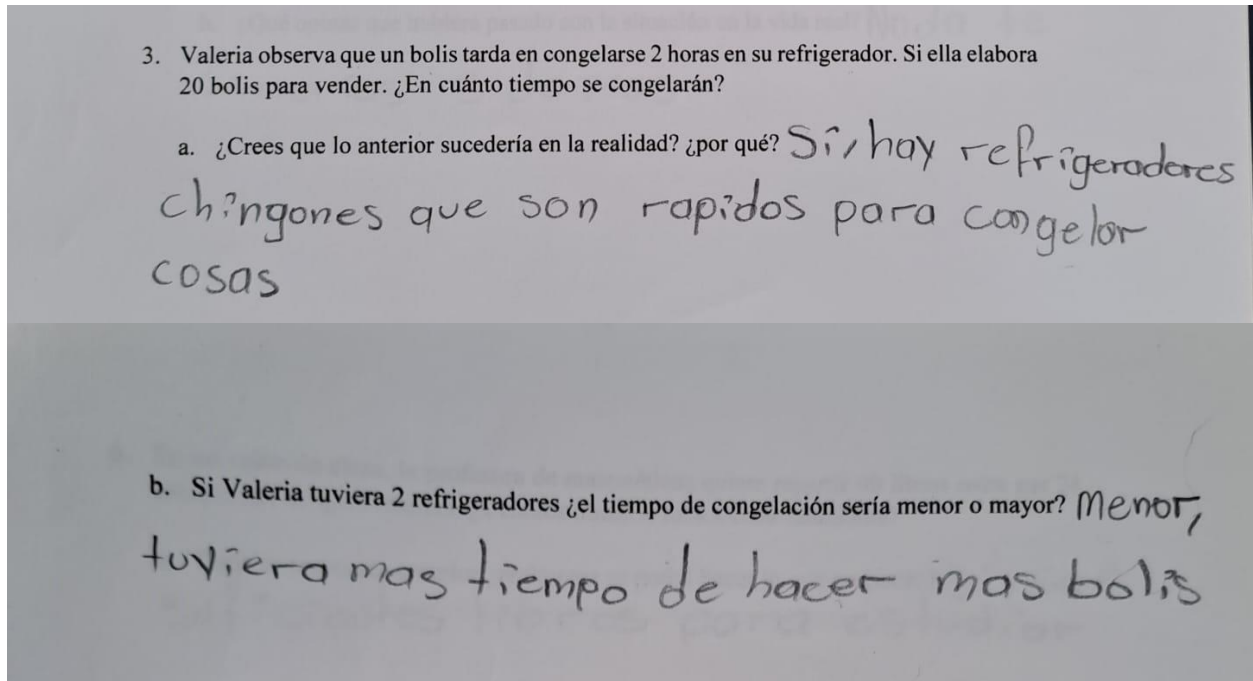 3. Valeria observa que un bolis tarda en congelarse 2 horas en su refrigerador. Si ella elabora
20 bolis para vender. ¿En cuánto tiempo se congelarán?
a. ¿Crees que lo anterior sucedería en la realidad? ¿por qué? Si, hay refrigeradores
chingones que son rapidos para congelar
cosas
b. Si Valeria tuviera 2 refrigeradores ¿el tiempo de congelación sería menor o mayor? Menor,
tuviera mas tiempo de hacer mas bolis